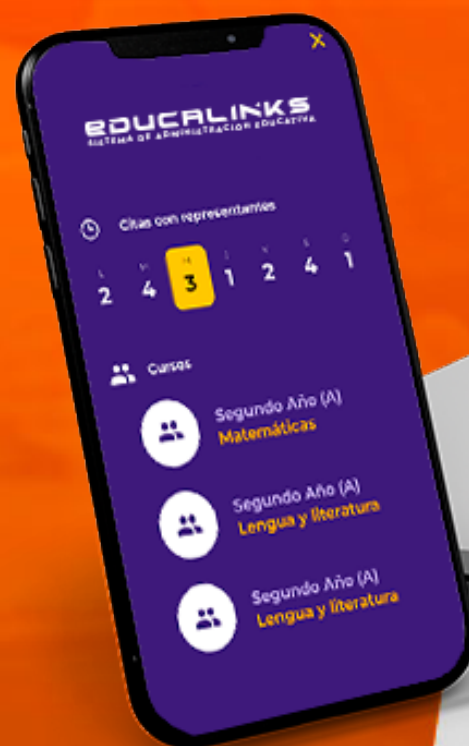 X
EDUCALINKS
SISTEMA DE ADMINISTRACIÓN EDUCATIVA
Citas con representantes
L M M J V S D
2 4 3 1 2 4 1
Cursos
Segundo Año (A)
Matemáticas
Segundo Año (A)
Lengua y literatura
Segundo Año (A)
Lengua y literatura